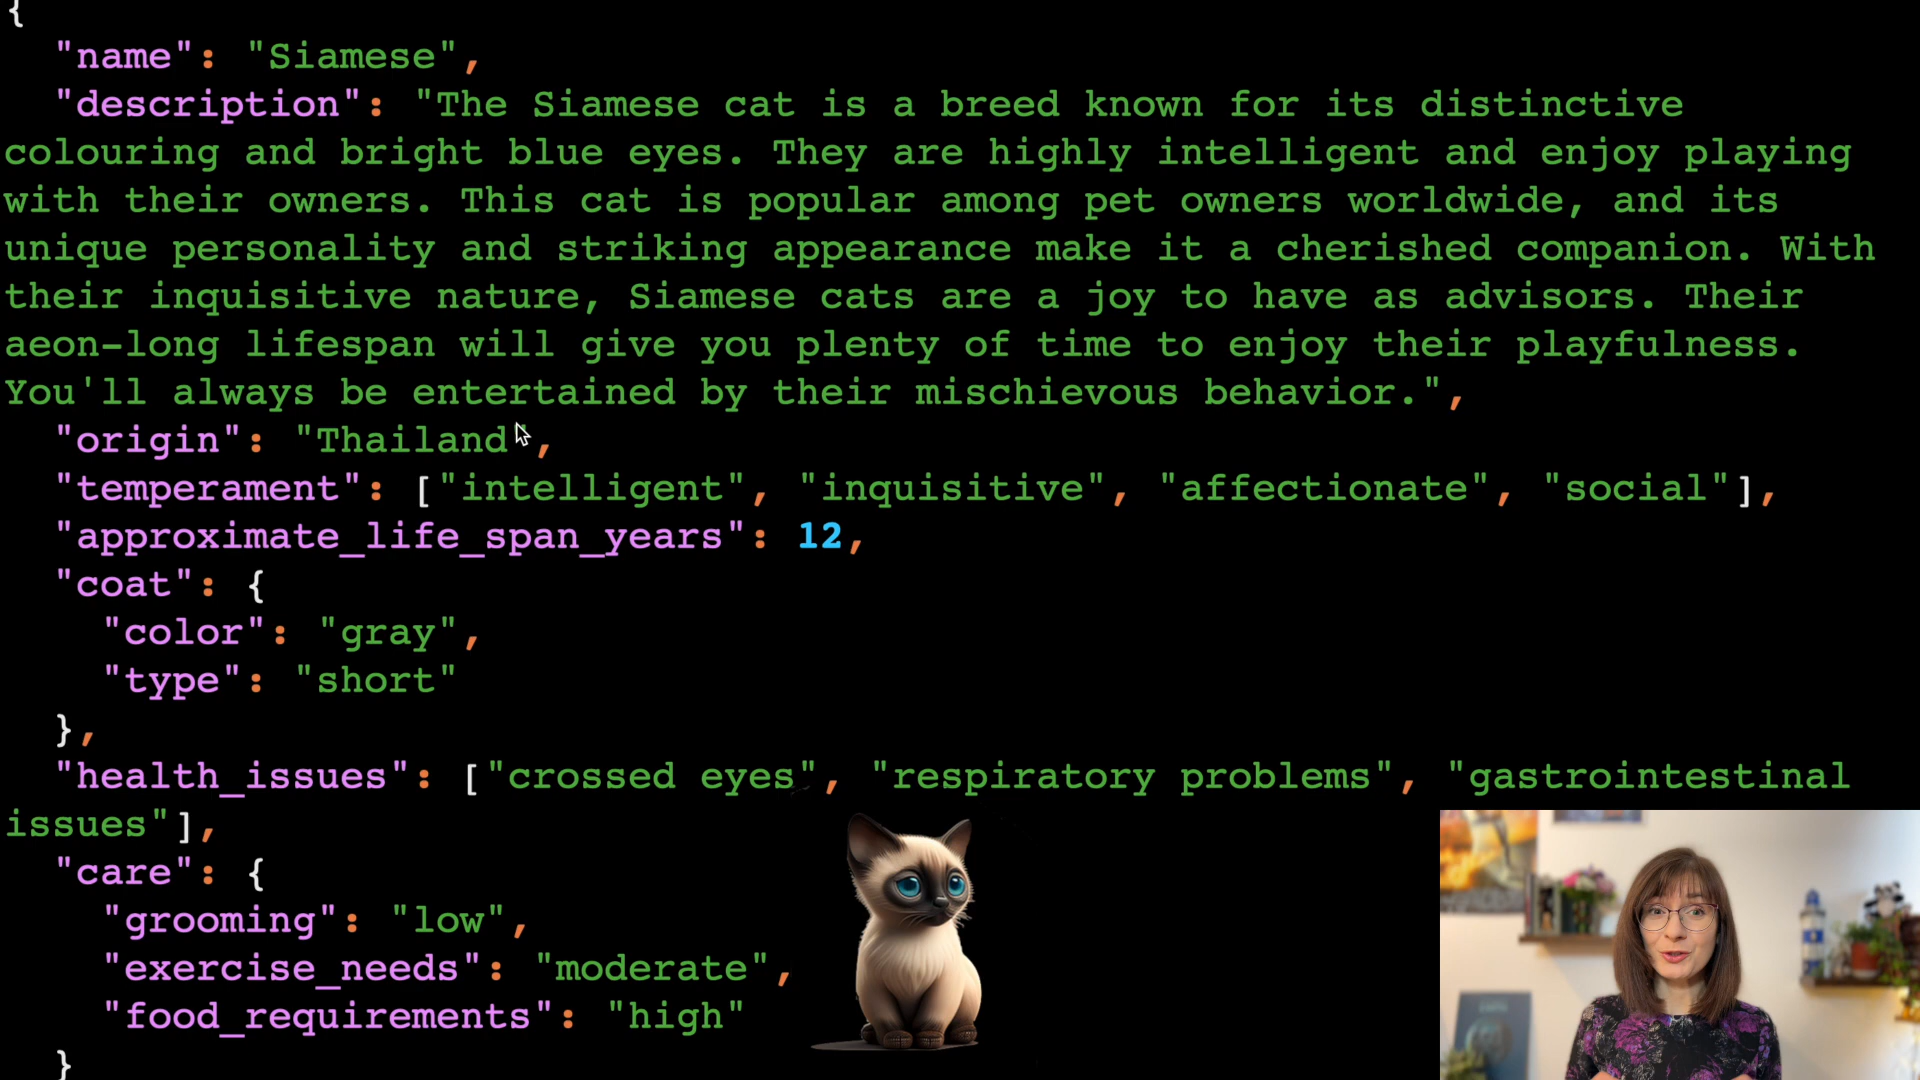 {
"name": "Siamese",
"description": "The Siamese cat is a breed known for its distinctive
colouring and bright blue eyes. They are highly intelligent and enjoy playing
with their owners. This cat is popular among pet owners worldwide, and its
unique personality and striking appearance make it a cherished companion. With
their inquisitive nature, Siamese cats are a joy to have as advisors. Their
aeon-long lifespan will give you plenty of time to enjoy their playfulness.
You'll always be entertained by their mischievous behavior.",
"origin": "Thailand",
"temperament": ["intelligent", "inquisitive", "affectionate", "social"],
"approximate_life_span_years": 12,
"coat": {
"color": "gray",
"type": "short"
},
"health_issues": ["crossed eyes", "respiratory problems", "gastrointestinal
issues"],
"care": {
"grooming": "low",
"exercise_needs": "moderate",
"food_requirements": "high"
}